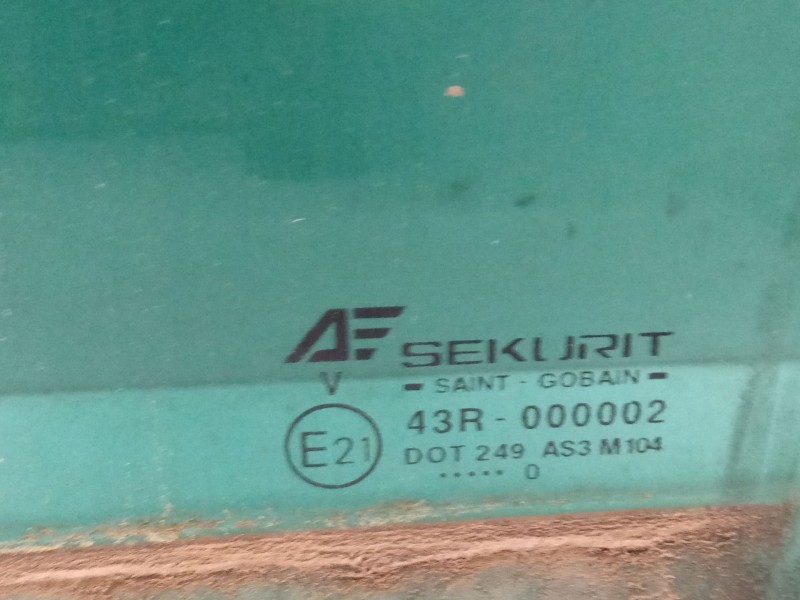 AF SEKURIT
V - SAINT - GOBAIN -
E21 43R - 000002
DOT 249 AS3 M104
..... 0